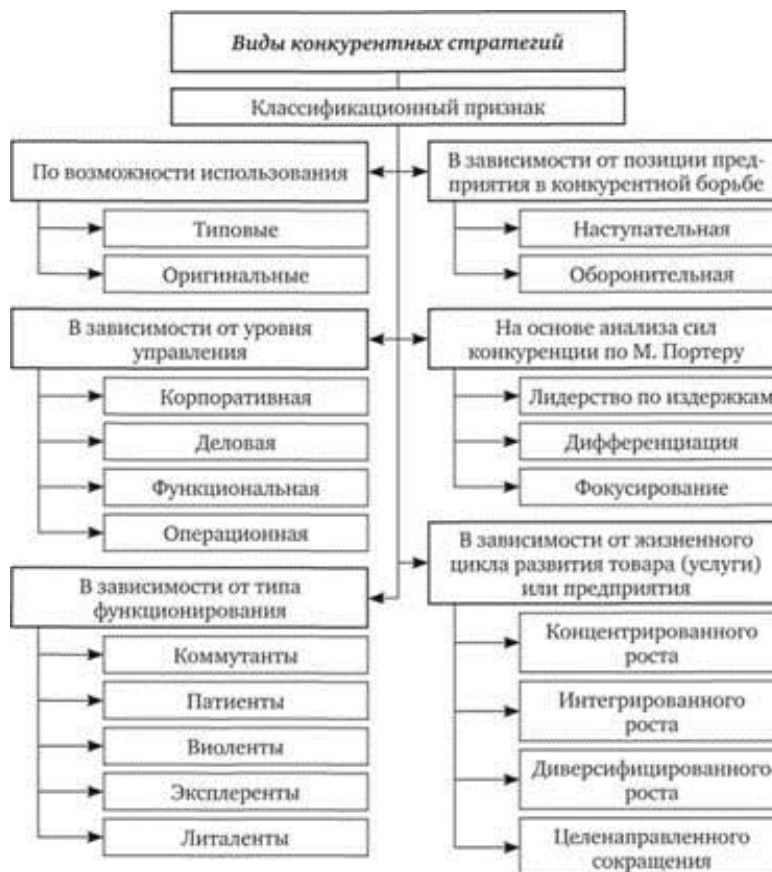 Виды конкурентных стратегий
Классификационный признак
По возможности использования
Типовые
Оригинальные
В зависимости от уровня
управления
Корпоративная
Деловая
Функциональная
Операционная
В зависимости от типа
функционирования
Коммутанты
Патиенты
Виоленты
Эксплеренты
Литаленты
В зависимости от позиции пред-
приятия в конкурентной борьбе
Наступательная
Оборонительная
На основе анализа сил
конкуренции по М. Портеру
Лидерство по издержкам
Дифференциация
Фокусирование
В зависимости от жизненного
цикла развития товара (услуги)
или предприятия
Концентрированного
роста
Интегрированного
роста
Диверсифицированного
роста
Целенаправленного
сокращения